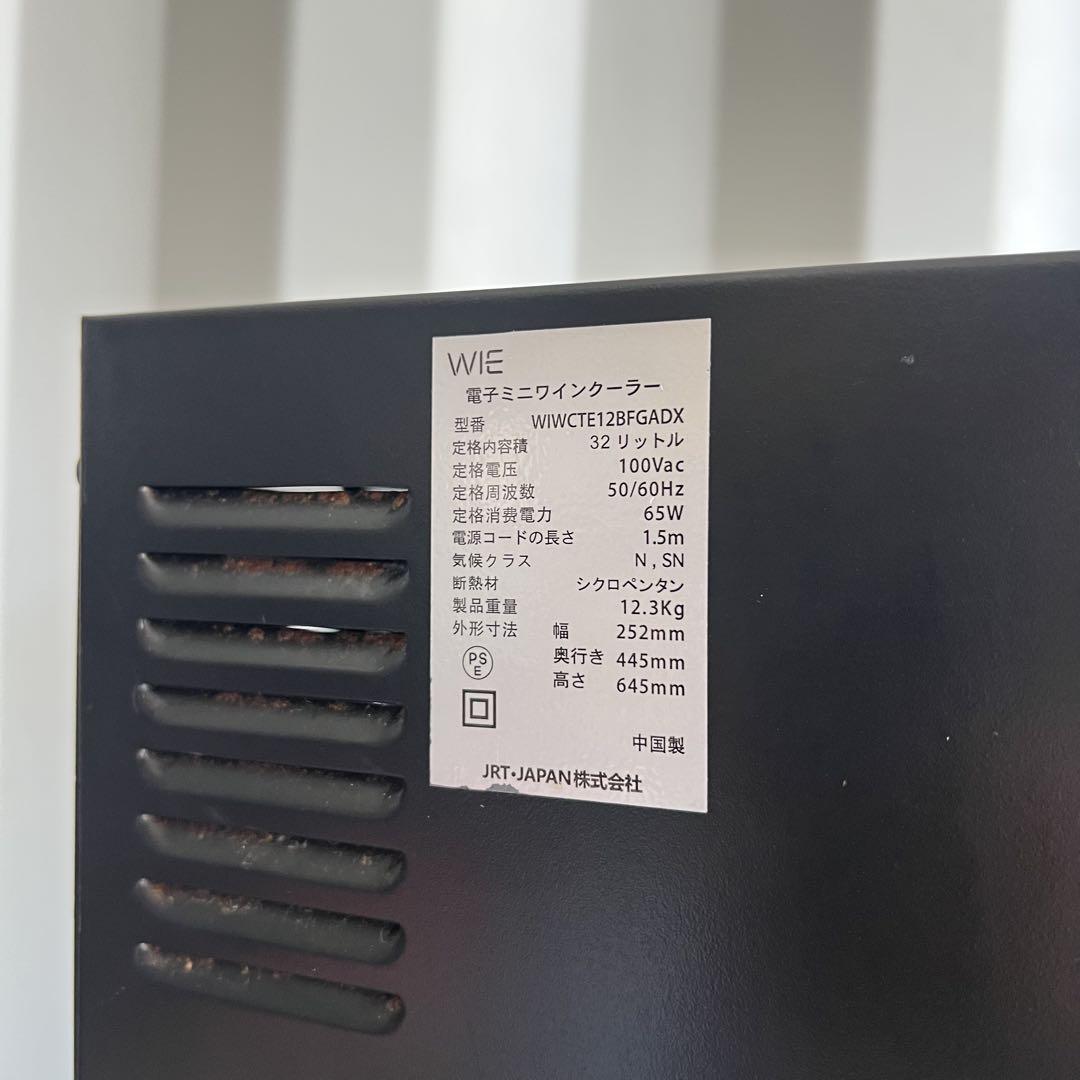 WIE
電子ミニワインクーラー
型番 WIWCTE12BFGADX
定格内容積 32 リットル
定格電圧 100Vac
定格周波数 50/60Hz
定格消费電力 65W
電源コードの長さ 1.5m
気候クラス N , SN
断熱材 シクロペンタン
製品重量 12.3Kg
外形寸法 幅 252mm
奥行き 445mm
高さ 645mm
PS
E
中国製
JRT・JAPAN株式会社